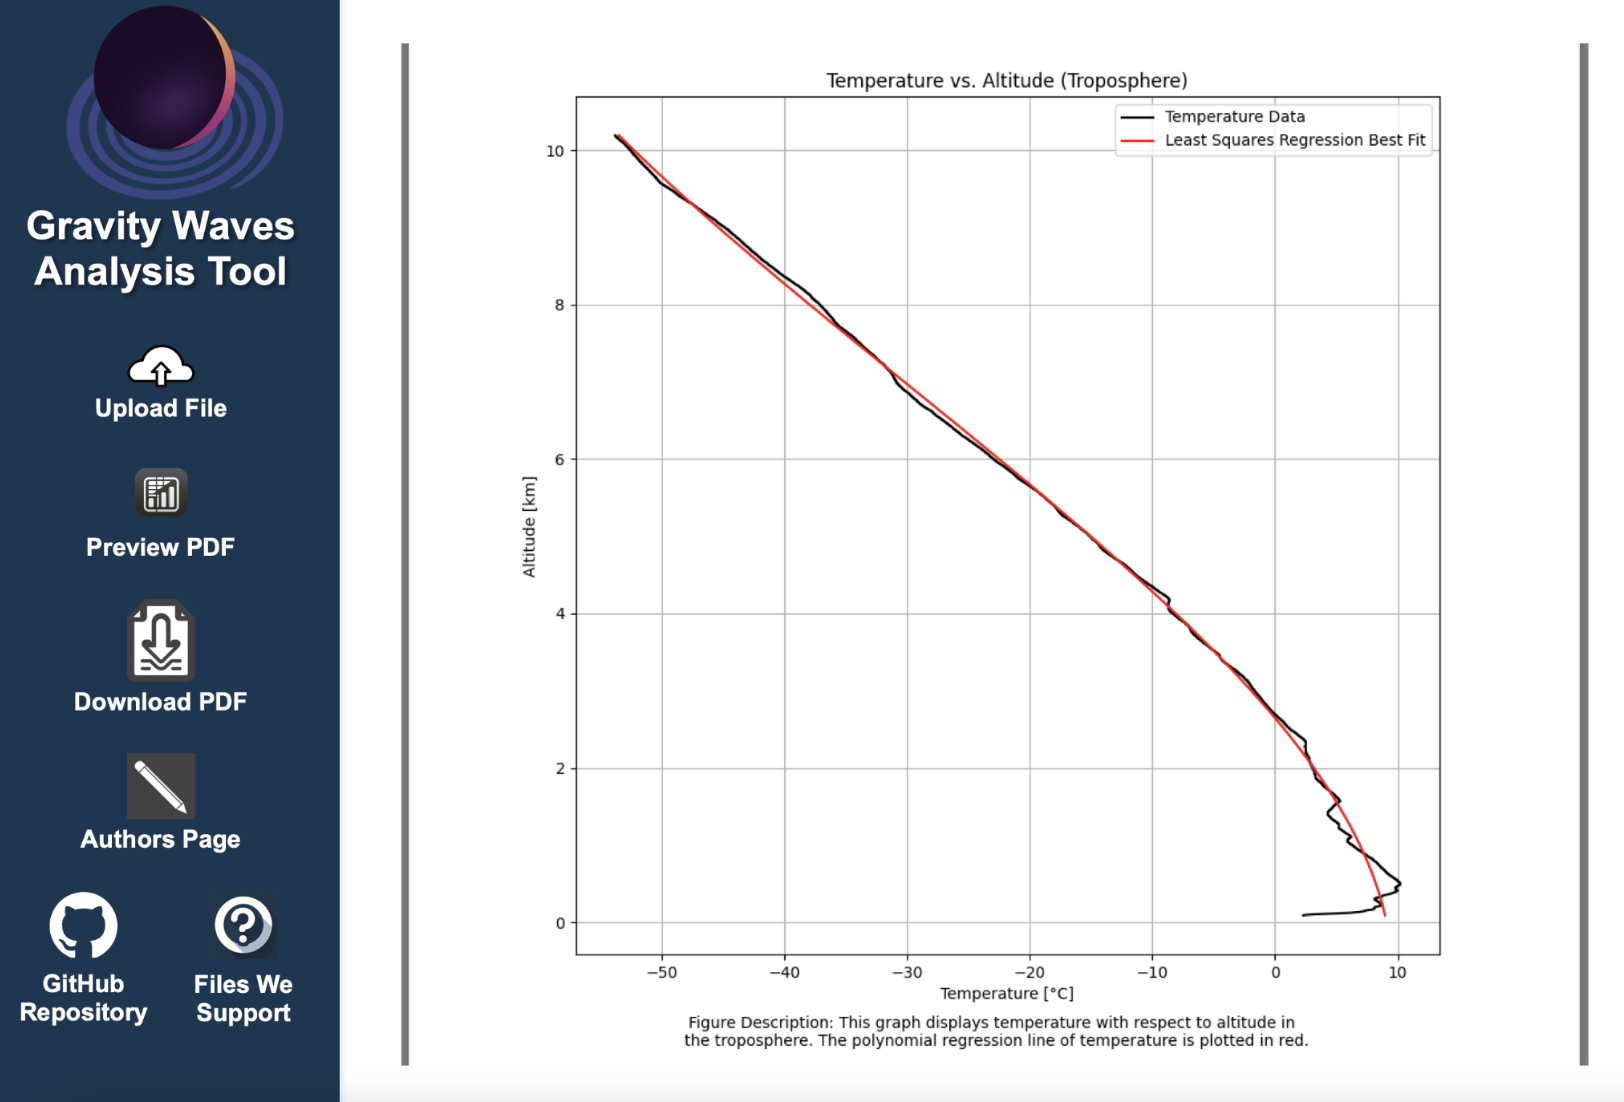 Gravity Waves
Analysis Tool
Upload File
Preview PDF
Download PDF
Authors Page
GitHub
Repository
Files We
Support
Temperature vs. Altitude (Troposphere)
Temperature Data
Least Squares Regression Best Fit
10
8
6
4
2
0
Altitude [km]
−50
−40
−30
−20
−10
0
10
Temperature [°C]
Figure Description: This graph displays temperature with respect to altitude in
the troposphere. The polynomial regression line of temperature is plotted in red.